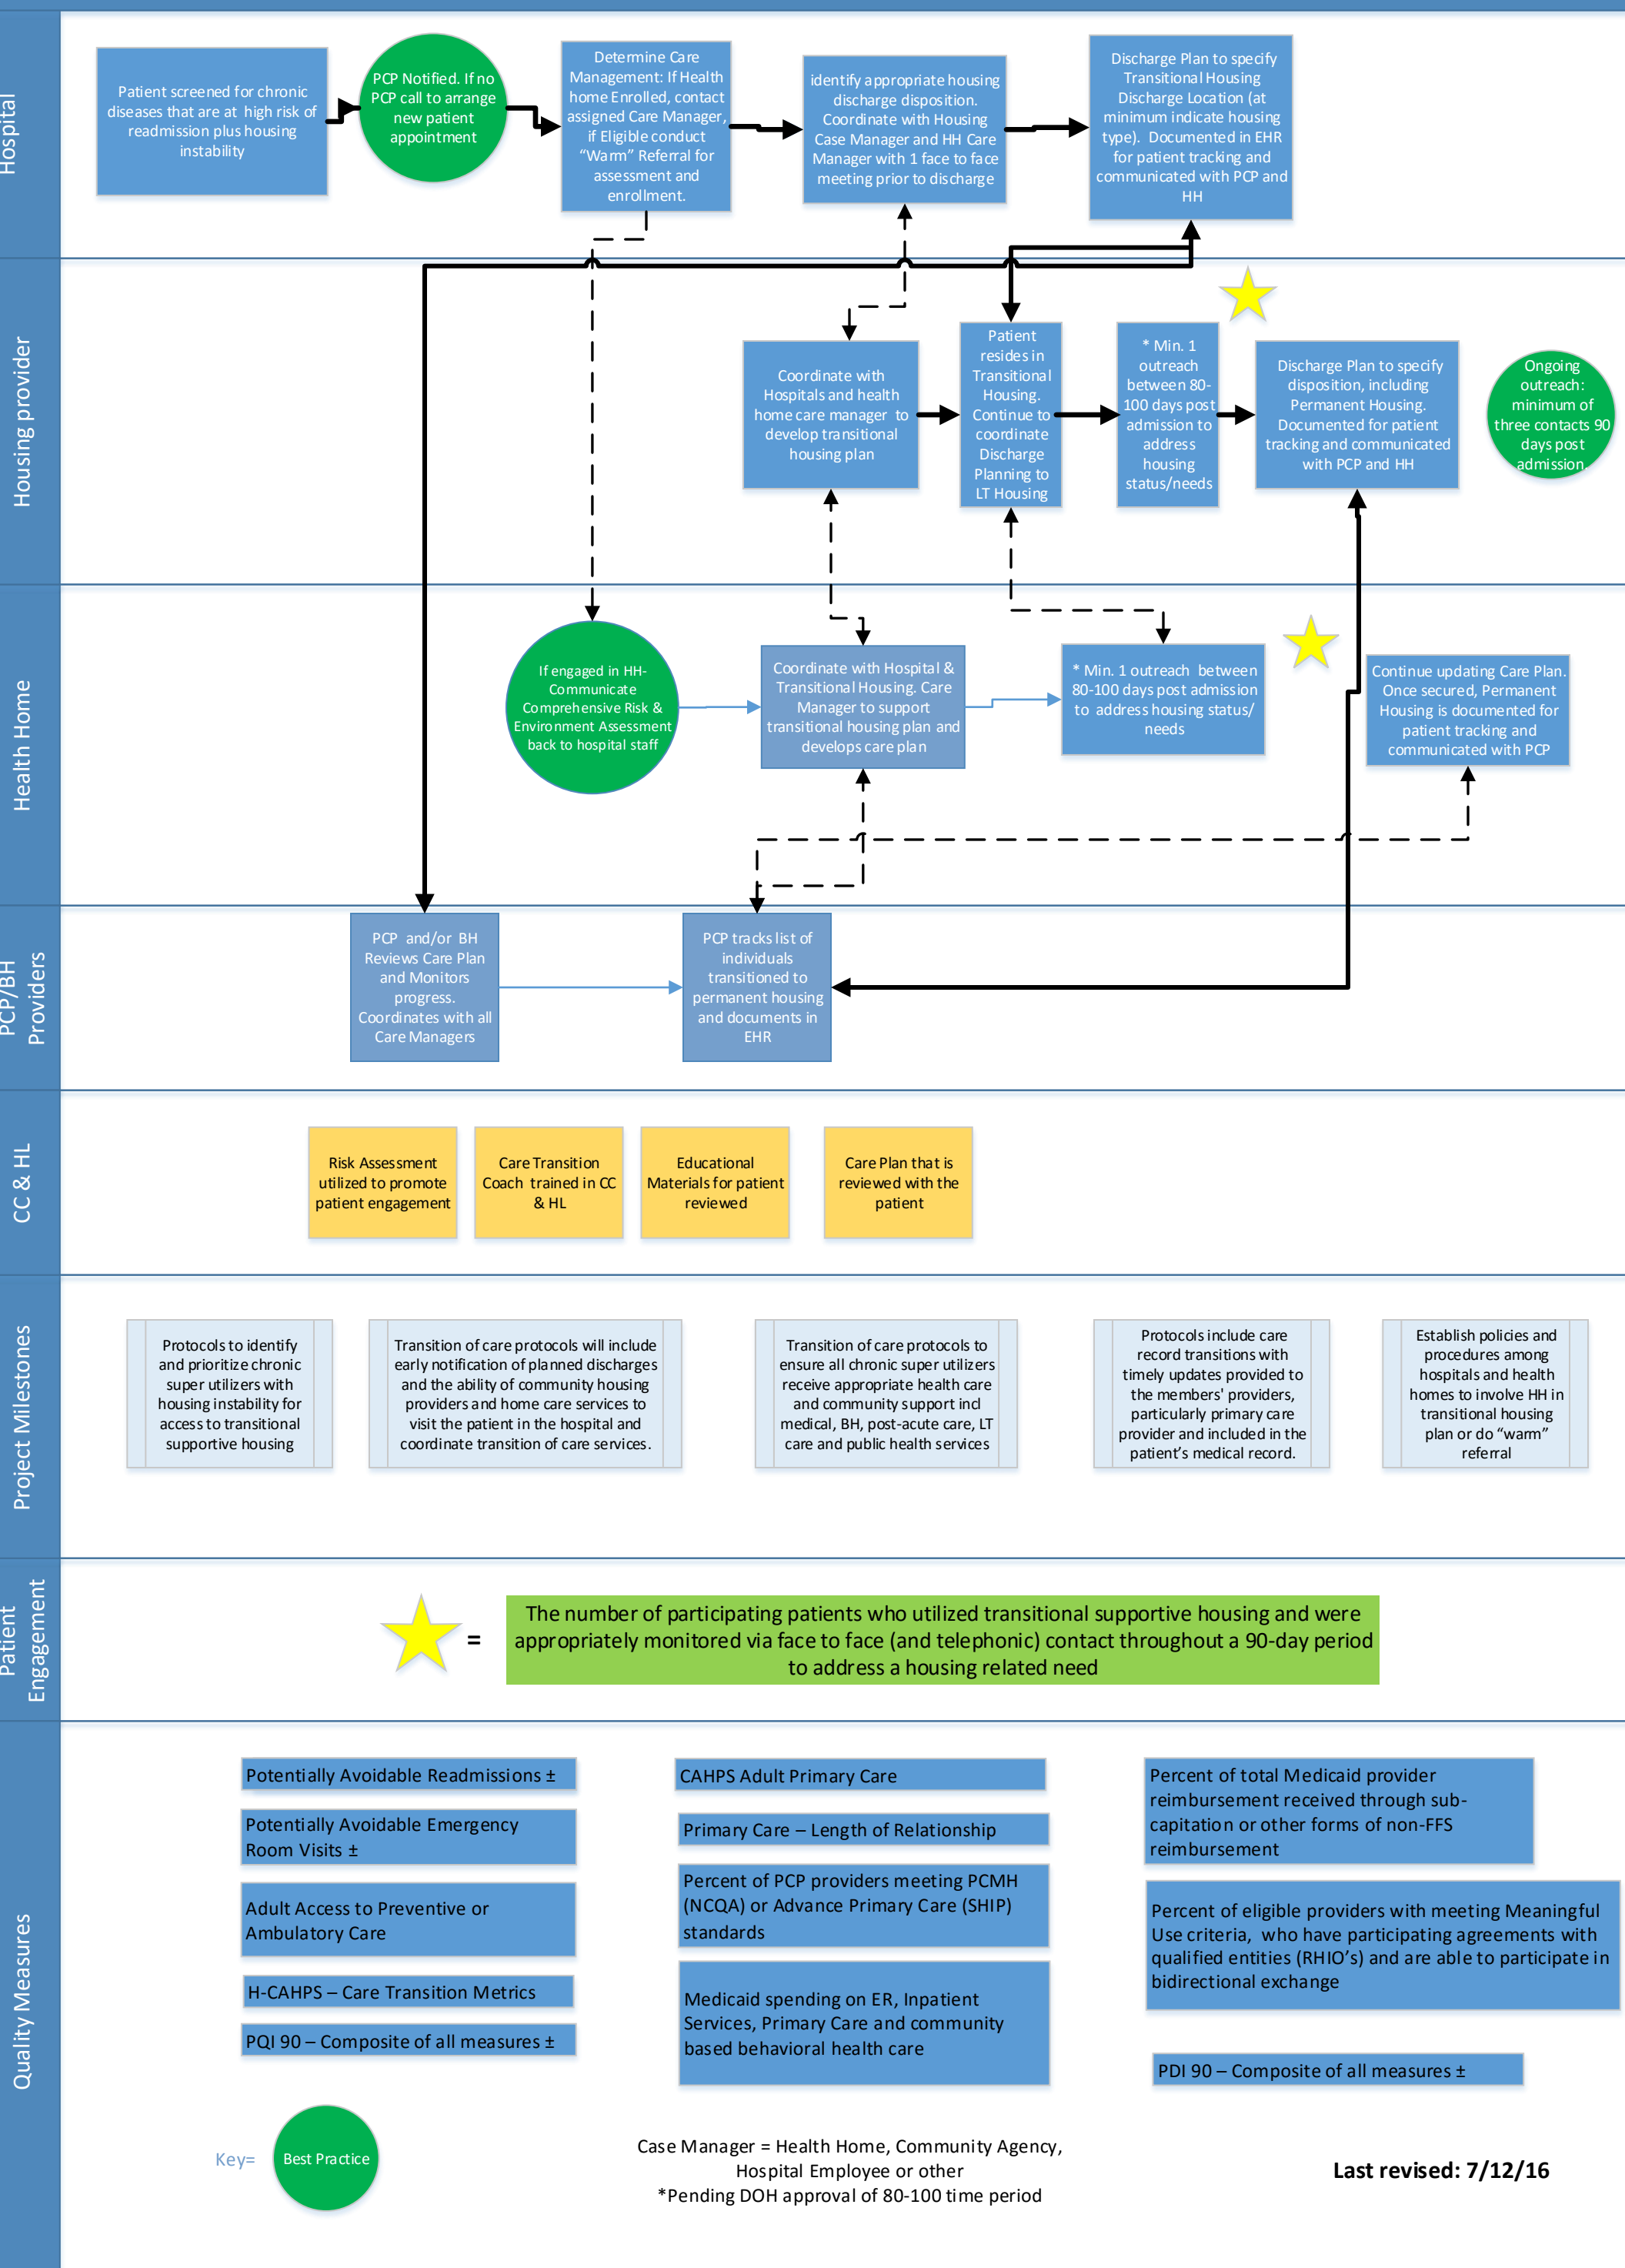 Hospital
Patient screened for chronic
diseases that are at high risk of
readmission plus housing
instability
PCP Notified. If no
PCP call to arrange
new patient
appointment
Determine Care
Management: If Health
home Enrolled, contact
assigned Care Manager,
if Eligible conduct
“Warm” Referral for
assessment and
enrollment.
identify appropriate housing
discharge disposition.
Coordinate with Housing
Case Manager and HH Care
Manager with 1 face to face
meeting prior to discharge
Discharge Plan to specify
Transitional Housing
Discharge Location (at
minimum indicate housing
type). Documented in EHR
for patient tracking and
communicated with PCP and
HH
Housing provider
Coordinate with
Hospitals and health
home care manager to
develop transitional
housing plan
Patient
resides in
Transitional
Housing.
Continue to
coordinate
Discharge
Planning to
LT Housing
* Min. 1
outreach
between 80-
100 days post
admission to
address
housing
status/needs
Discharge Plan to specify
disposition, including
Permanent Housing.
Documented for patient
tracking and communicated
with PCP and HH
Ongoing
outreach:
minimum of
three contacts 90
days post
admission.
Health Home
If engaged in HH-
Communicate
Comprehensive Risk &
Environment Assessment
back to hospital staff
Coordinate with Hospital &
Transitional Housing. Care
Manager to support
transitional housing plan and
develops care plan
* Min. 1 outreach between
80-100 days post admission
to address housing status/
needs
Continue updating Care Plan.
Once secured, Permanent
Housing is documented for
patient tracking and
communicated with PCP
PCP/BH
Providers
PCP and/or BH
Reviews Care Plan
and Monitors
progress.
Coordinates with all
Care Managers
PCP tracks list of
individuals
transitioned to
permanent housing
and documents in
EHR
CC & HL
Risk Assessment
utilized to promote
patient engagement
Care Transition
Coach trained in CC
& HL
Educational
Materials for patient
reviewed
Care Plan that is
reviewed with the
patient
Project Milestones
Protocols to identify
and prioritize chronic
super utilizers with
housing instability for
access to transitional
supportive housing
Transition of care protocols will include
early notification of planned discharges
and the ability of community housing
providers and home care services to
visit the patient in the hospital and
coordinate transition of care services.
Transition of care protocols to
ensure all chronic super utilizers
receive appropriate health care
and community support incl
medical, BH, post-acute care, LT
care and public health services
Protocols include care
record transitions with
timely updates provided to
the members' providers,
particularly primary care
provider and included in the
patient’s medical record.
Establish policies and
procedures among
hospitals and health
homes to involve HH in
transitional housing
plan or do “warm”
referral
Patient
Engagement
=
The number of participating patients who utilized transitional supportive housing and were
appropriately monitored via face to face (and telephonic) contact throughout a 90-day period
to address a housing related need
Quality Measures
Potentially Avoidable Readmissions ±
Potentially Avoidable Emergency
Room Visits ±
Adult Access to Preventive or
Ambulatory Care
H-CAHPS – Care Transition Metrics
PQI 90 – Composite of all measures ±
CAHPS Adult Primary Care
Primary Care – Length of Relationship
Percent of PCP providers meeting PCMH
(NCQA) or Advance Primary Care (SHIP)
standards
Medicaid spending on ER, Inpatient
Services, Primary Care and community
based behavioral health care
Percent of total Medicaid provider
reimbursement received through sub-
capitation or other forms of non-FFS
reimbursement
Percent of eligible providers with meeting Meaningful
Use criteria, who have participating agreements with
qualified entities (RHIO’s) and are able to participate in
bidirectional exchange
PDI 90 – Composite of all measures ±
Key=
Best Practice
Case Manager = Health Home, Community Agency,
Hospital Employee or other
*Pending DOH approval of 80-100 time period
Last revised: 7/12/16